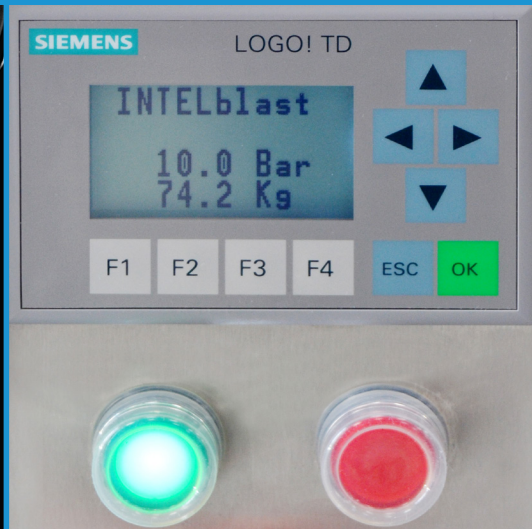 SIEMENS
LOGO! TD
INTELblast
10.0 Bar
74.2 Kg
F1 F2 F3 F4 ESC OK